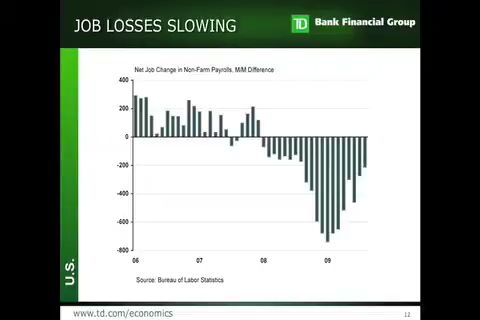 JOB LOSSES SLOWING
TD Bank Financial Group
Net Job Change in Non-Farm Payrolls, M/M Difference
400
200
0
-200
-400
-600
-800
06 07 08 09
Source: Bureau of Labor Statistics
U.S.
www.td.com/economics
12